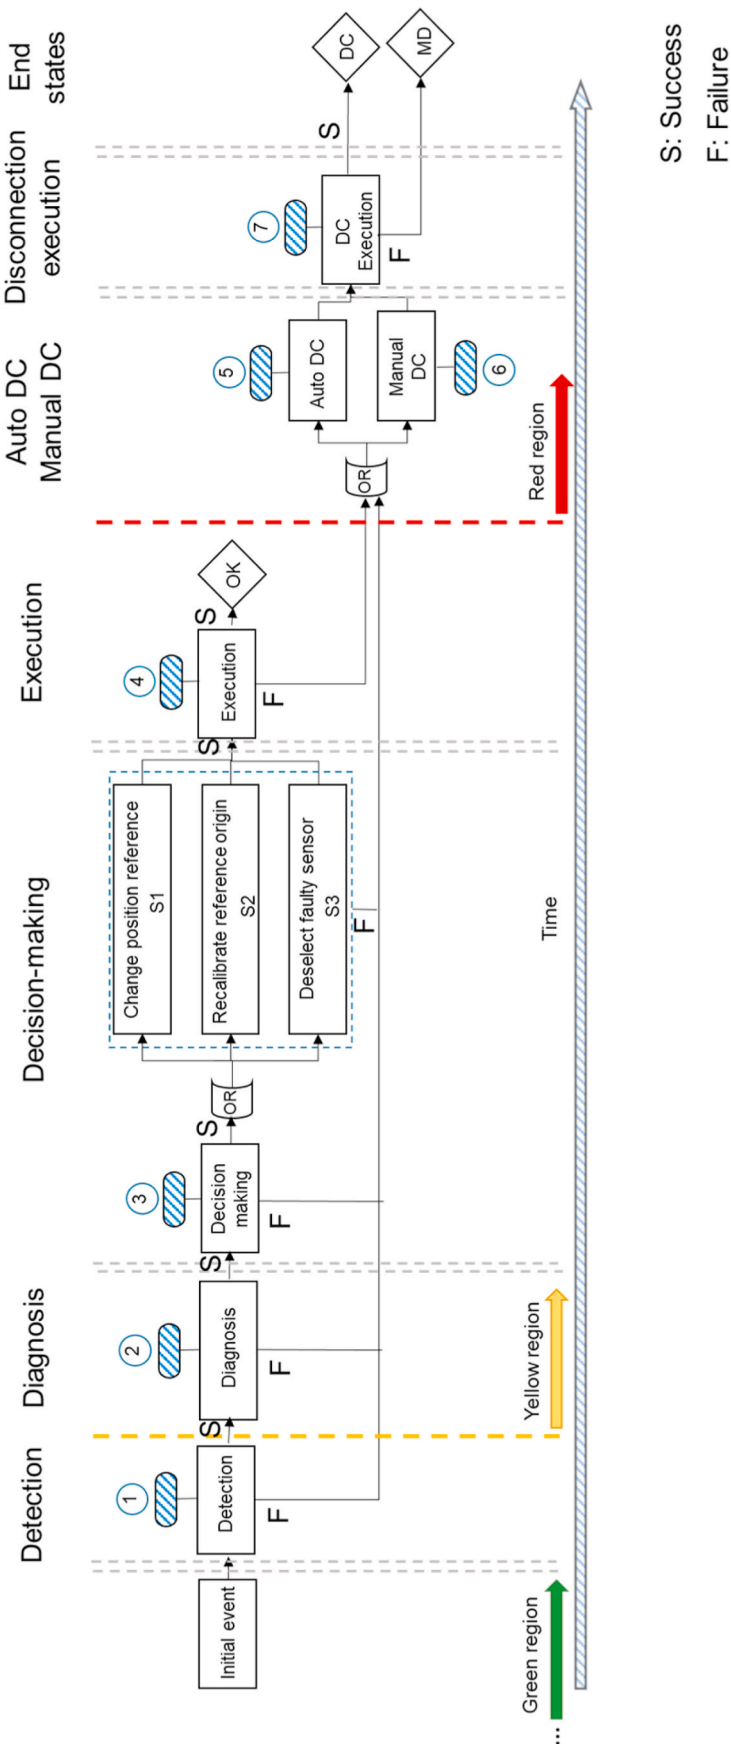 Detection
Diagnosis
Decision-making
Execution
Auto DC
Manual DC
Disconnection
execution
End
states
1
2
3
4
5
6
7
Initial event
Detection
S
F
Diagnosis
S
F
Decision
making
S
F
OR
Change position reference
S1
Recalibrate reference origin
S2
Deselect faulty sensor
S3
F
S
Execution
S
F
OK
OR
Auto DC
Manual
DC
DC
Execution
S
F
DC
MD
...
Green region
Yellow region
Time
Red region
S: Success
F: Failure